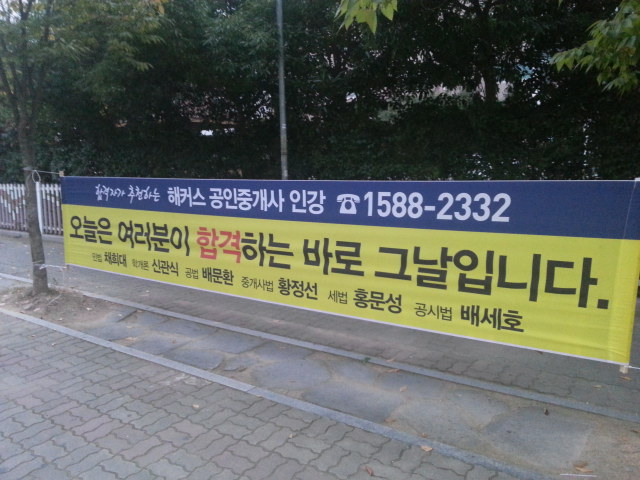 합격자가 추천하는 해커스 공인중개사 인강 ☎1588-2332
오늘은 여러분이 합격하는 바로 그날입니다.
민법 채희대 학개론 신관식 공법 배문환 중개사법 황정선 세법 홍문성 공시법 배세호